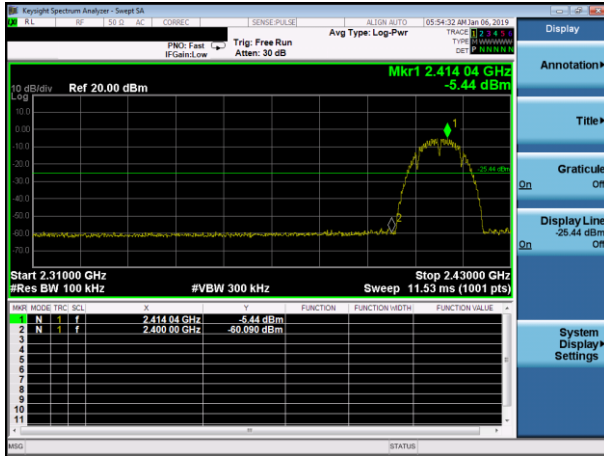 Keysight Spectrum Analyzer - Swept SA
RL RF 50 Ω AC CORREC SENSE:PULSE ALIGN AUTO 05:54:32 AM Jan 06, 2019
Display
PNO: Fast Trig: Free Run Avg Type: Log-Pwr TRACE 1 2 3 4 5 6
IFGain:Low Atten: 30 dB TYPE M WWWWW
DET P N N N N N
Annotation
Mkr1 2.414 04 GHz
10 dB/div Ref 20.00 dBm -5.44 dBm
Log
10.0
0.00
-10.0
-20.0
-30.0
-40.0
-50.0
-60.0
-70.0
1
-25.44 dBm
2
Title
Graticule
On Off
Display Line
-25.44 dBm
On Off
System
Display
Settings
Start 2.31000 GHz Stop 2.43000 GHz
#Res BW 100 kHz #VBW 300 kHz Sweep 11.53 ms (1001 pts)
MKR MODE TRC SCL X Y FUNCTION FUNCTION WIDTH FUNCTION VALUE
1 N 1 f 2.414 04 GHz -5.44 dBm
2 N 1 f 2.400 00 GHz -60.090 dBm
3
4
5
6
7
8
9
10
11
MSG STATUS